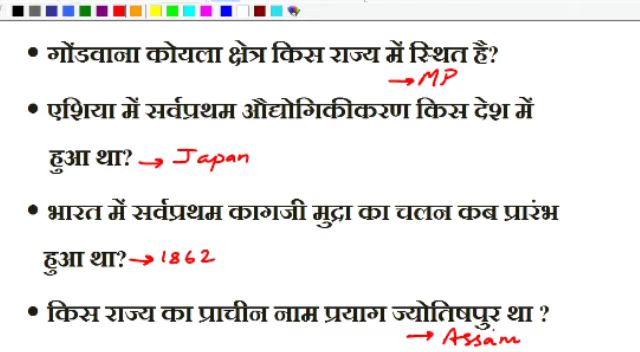 • गोंडवाना कोयला क्षेत्र किस राज्य में स्थित है?
→ MP
• एशिया में सर्वप्रथम औद्योगिकीकरण किस देश में
हुआ था? → Japan
• भारत में सर्वप्रथम कागजी मुद्रा का चलन कब प्रारंभ
हुआ था? → 1862
• किस राज्य का प्राचीन नाम प्रयाग ज्योतिषपुर था ?
→ Assam